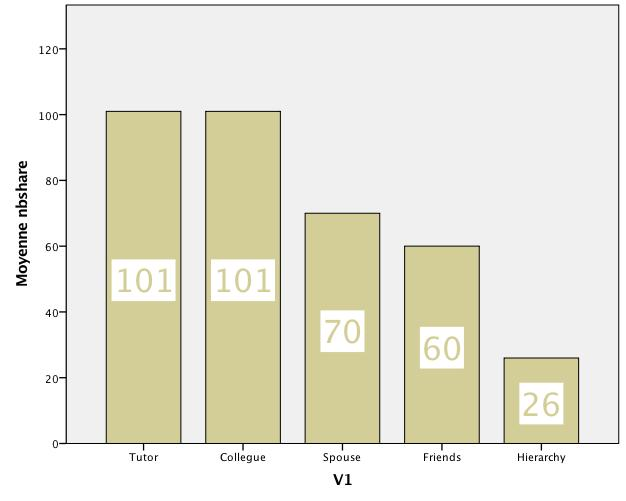 120
100
80
60
40
20
0
Moyenne nbshare
101
101
70
60
26
Tutor
Collegue
Spouse
Friends
Hierarchy
V1